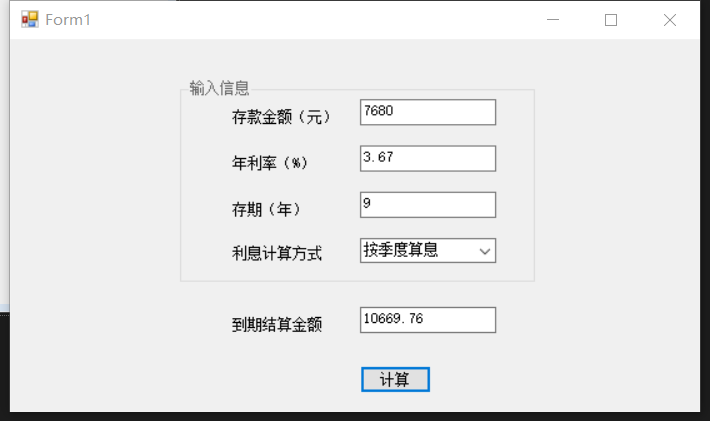 Form1
输入信息
存款金额（元） 7680
年利率（%） 3.67
存期（年） 9
利息计算方式 按季度算息
到期结算金额 10669.76
计算